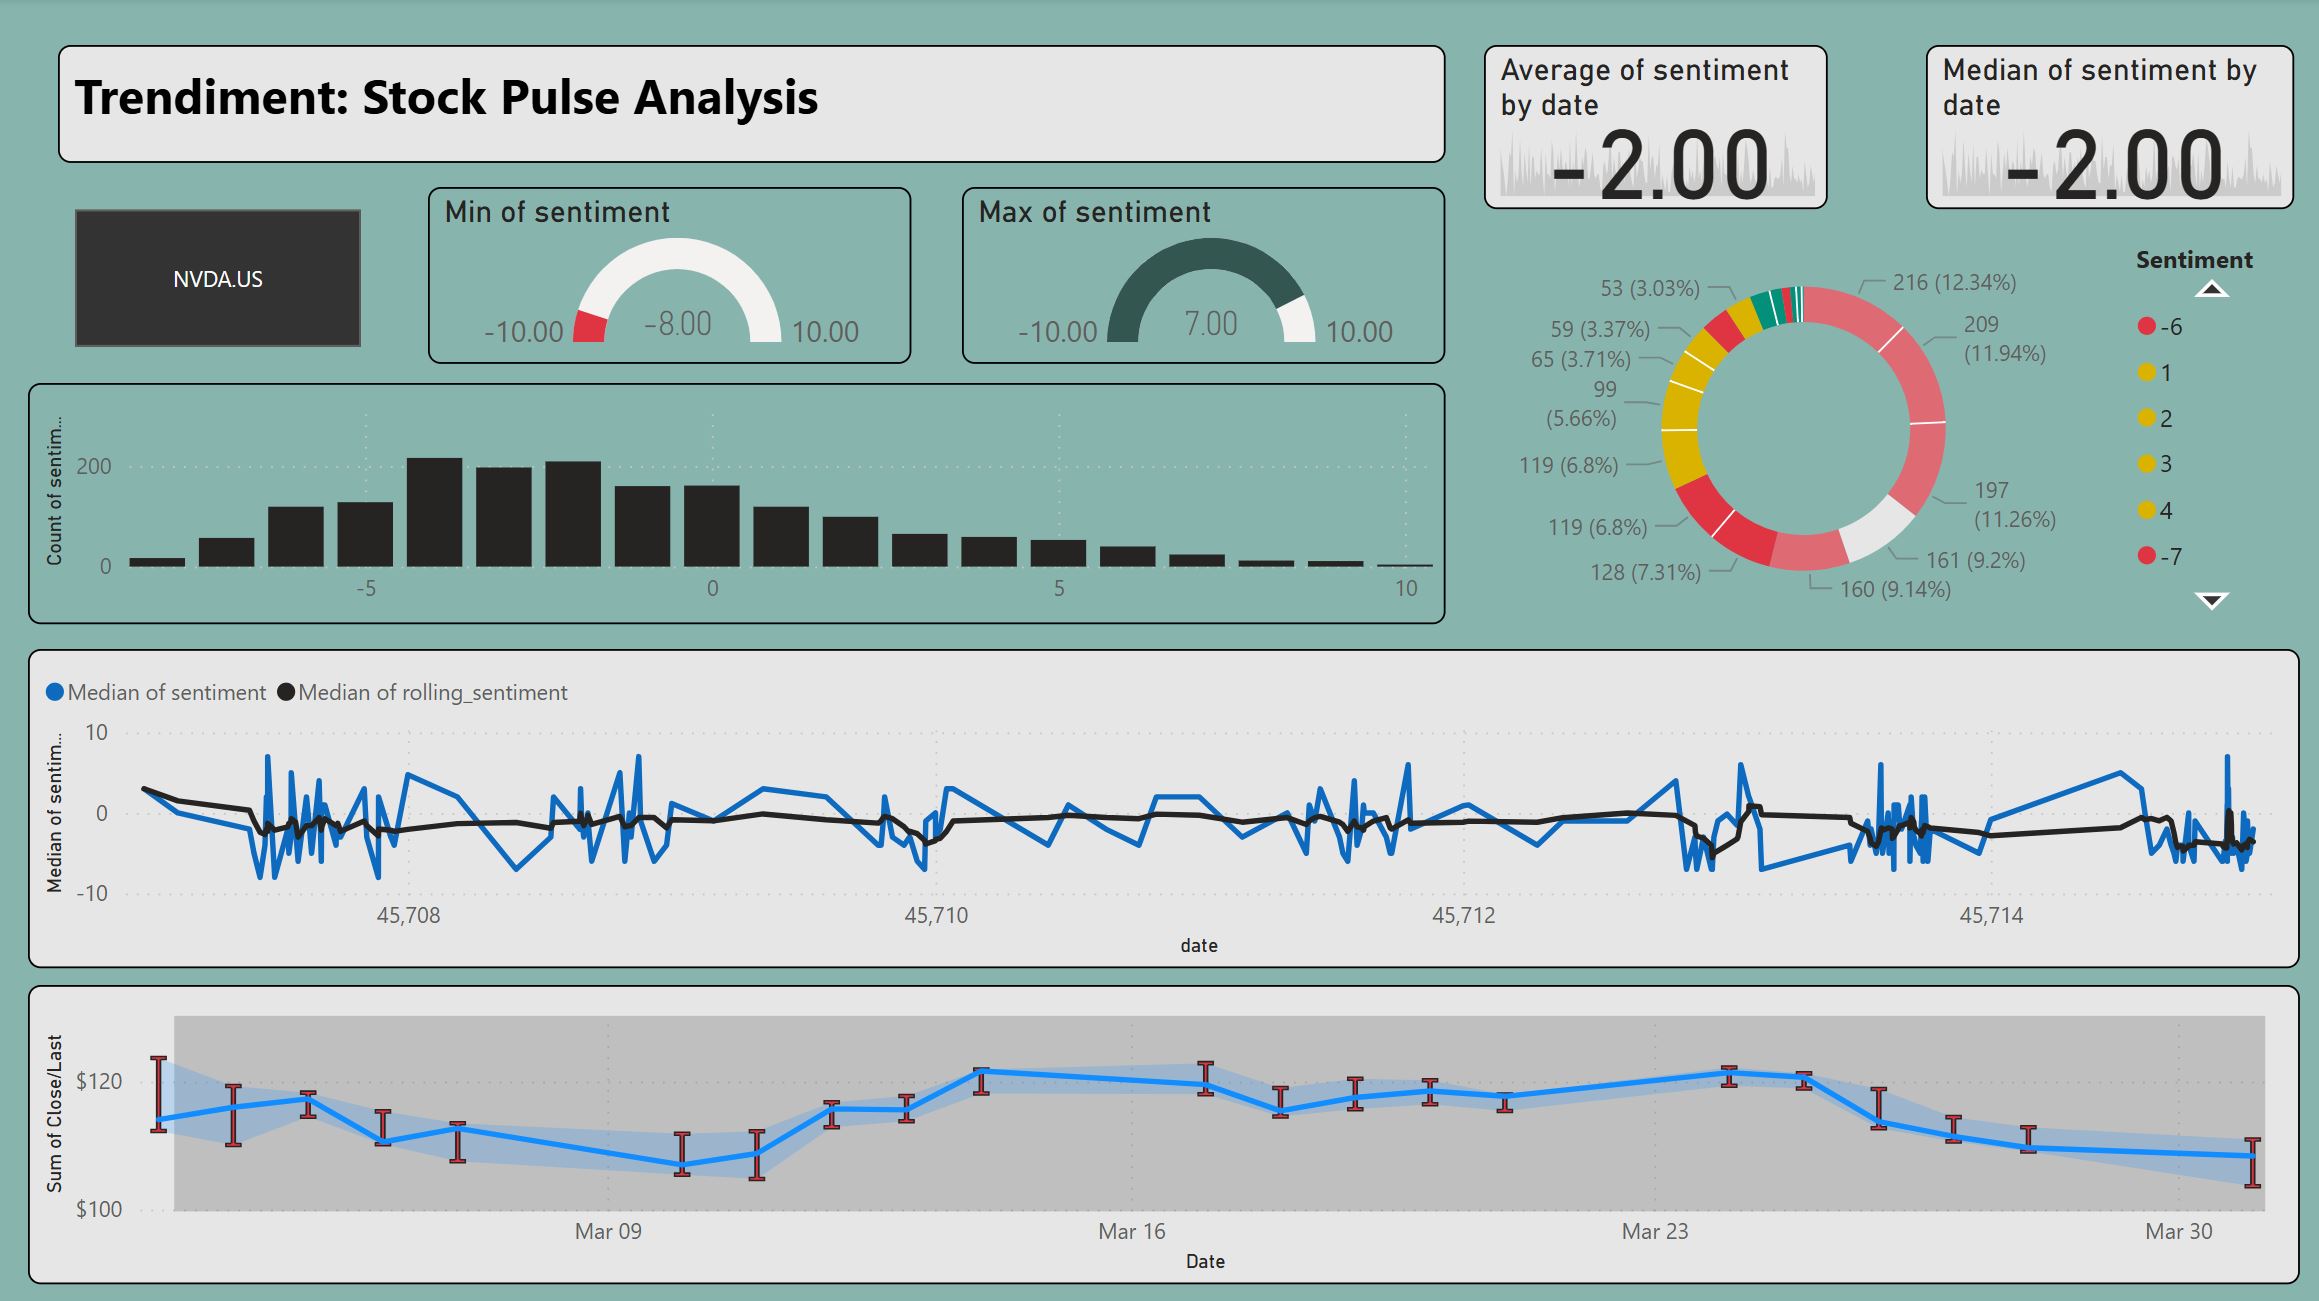 Trendiment: Stock Pulse Analysis
Average of sentiment
by date
-2.00
Median of sentiment by
date
-2.00
NVDA.US
Min of sentiment
-10.00
-8.00
10.00
Max of sentiment
-10.00
7.00
10.00
Count of sentim...
200
0
-5
0
5
10
216 (12.34%)
209
(11.94%)
197
(11.26%)
161 (9.2%)
160 (9.14%)
128 (7.31%)
119 (6.8%)
119 (6.8%)
99
(5.66%)
65 (3.71%)
59 (3.37%)
53 (3.03%)
Sentiment
-6
1
2
3
4
-7
Median of sentiment
Median of rolling_sentiment
Median of sentim...
10
0
-10
45,708
45,710
45,712
45,714
date
Sum of Close/Last
$120
$100
Mar 09
Mar 16
Mar 23
Mar 30
Date